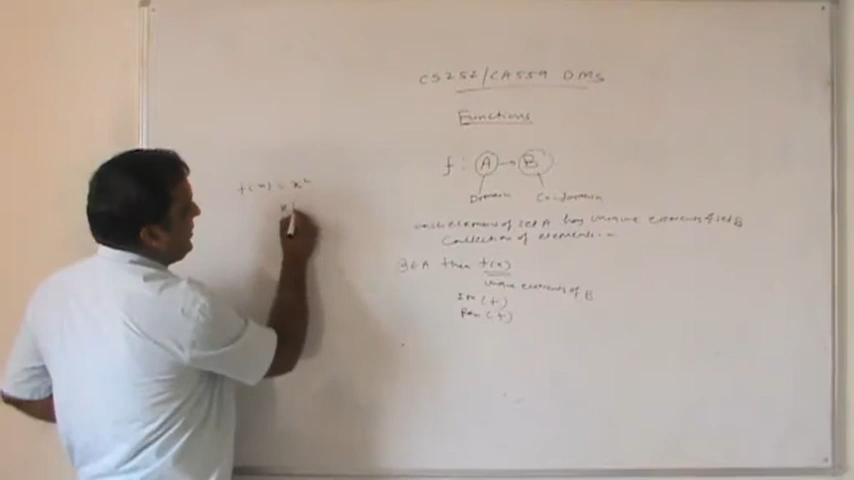 CS252/CA559 DMS
Functions
f : A → B
Domain Co-domain
each element of set A has unique elements of set B
Collection of elements.
f(x) = x²
x
∃ ∈ A then f(x)
unique elements of B
Im (f)
Ran (f)